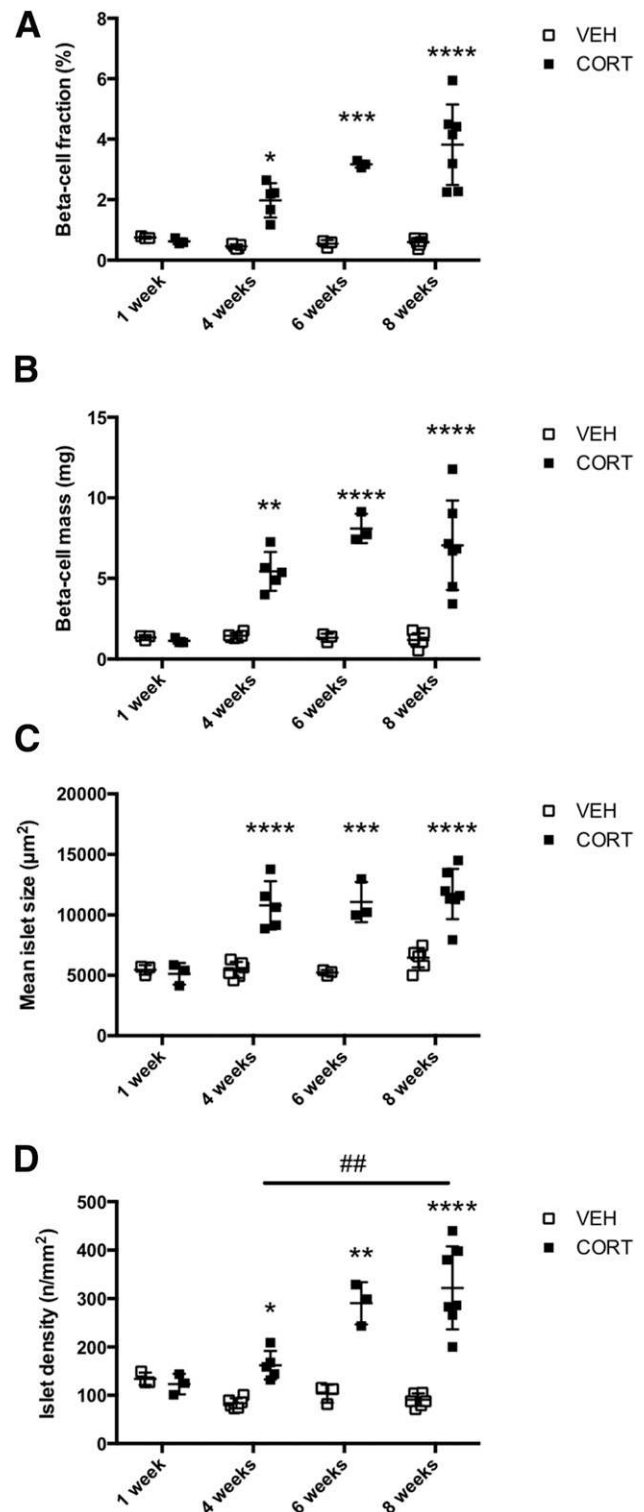 A
8
6
4
2
0
Beta-cell fraction (%)
*
***
****
VEH
CORT
1 week
4 weeks
6 weeks
8 weeks
B
15
10
5
0
Beta-cell mass (mg)
**
****
****
VEH
CORT
1 week
4 weeks
6 weeks
8 weeks
C
20000
15000
10000
5000
0
Mean islet size (µm²)
****
***
****
VEH
CORT
1 week
4 weeks
6 weeks
8 weeks
D
##
500
400
300
200
100
0
Islet density (n/mm²)
*
**
****
VEH
CORT
1 week
4 weeks
6 weeks
8 weeks